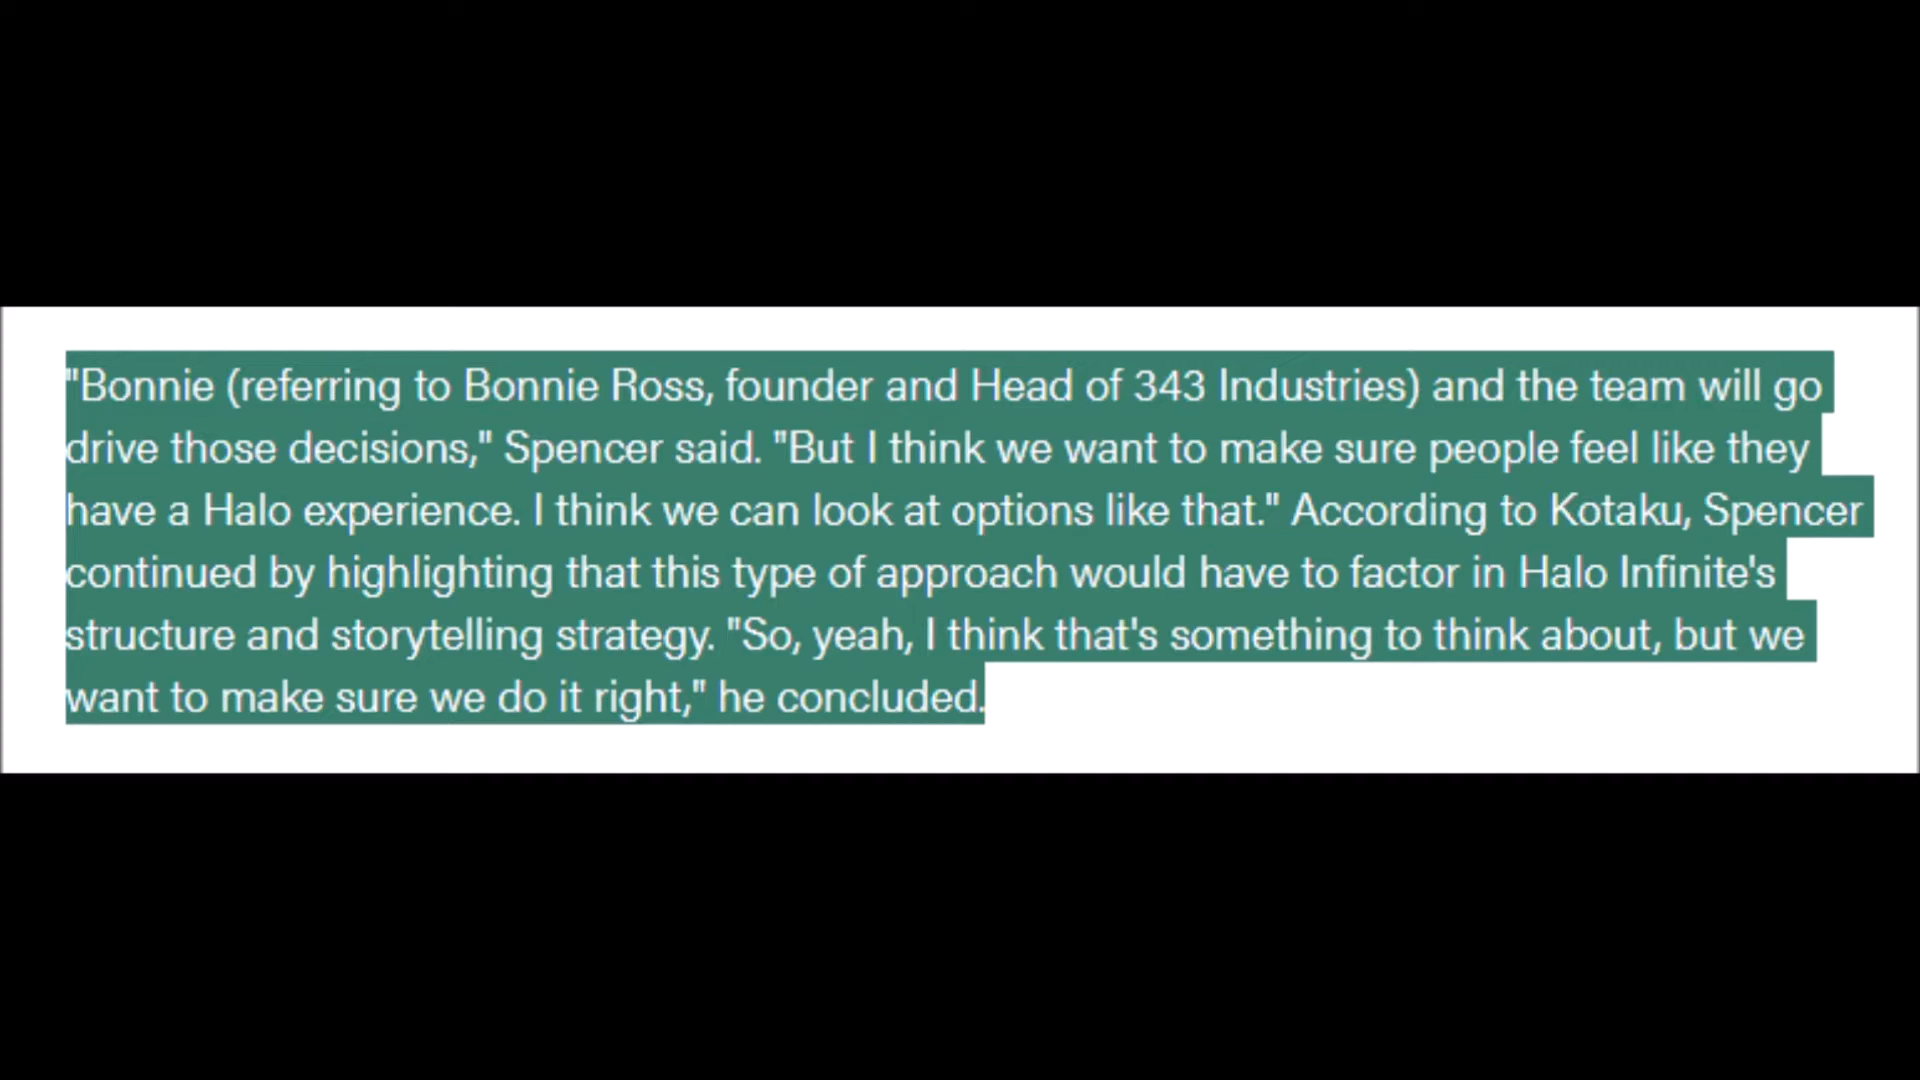 "Bonnie (referring to Bonnie Ross, founder and Head of 343 Industries) and the team will go
drive those decisions," Spencer said. "But I think we want to make sure people feel like they
have a Halo experience. I think we can look at options like that." According to Kotaku, Spencer
continued by highlighting that this type of approach would have to factor in Halo Infinite's
structure and storytelling strategy. "So, yeah, I think that's something to think about, but we
want to make sure we do it right," he concluded.